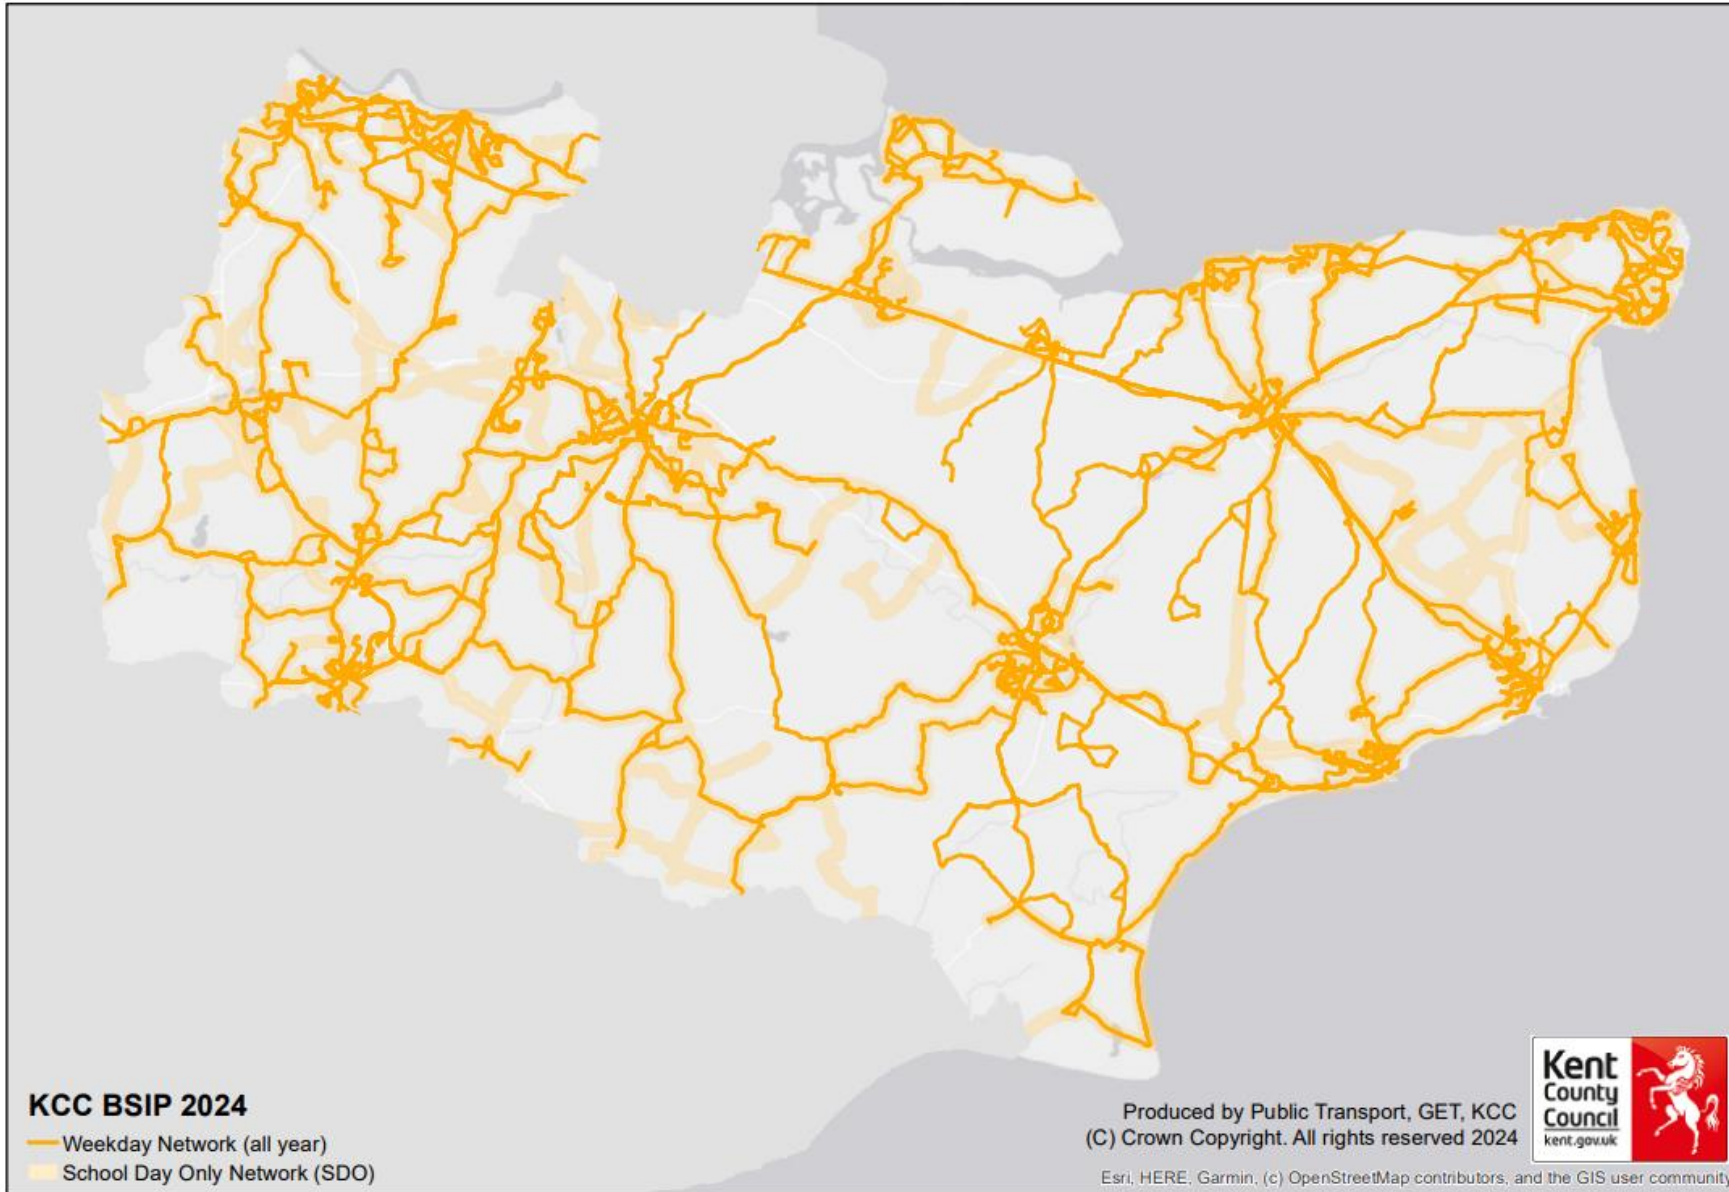 KCC BSIP 2024
Weekday Network (all year)
School Day Only Network (SDO)
Produced by Public Transport, GET, KCC
(C) Crown Copyright. All rights reserved 2024
Esri, HERE, Garmin, (c) OpenStreetMap contributors, and the GIS user community
Kent
County
Council
kent.gov.uk